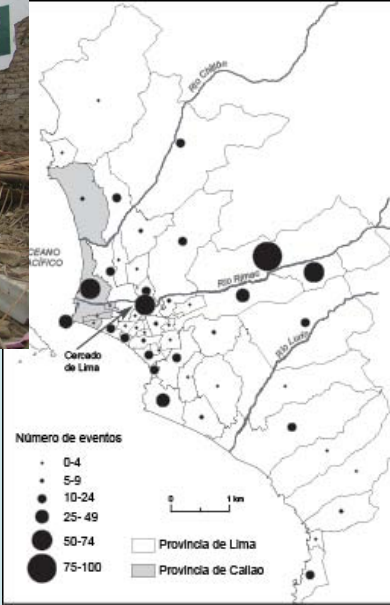 Río Chillón
OCEANO
PACÍFICO
Río Rímac
Río Lurín
Cercado
de Lima
Número de eventos
0-4
5-9
10-24
25- 49
50-74
75-100
0 1 km
Provincia de Lima
Provincia de Callao